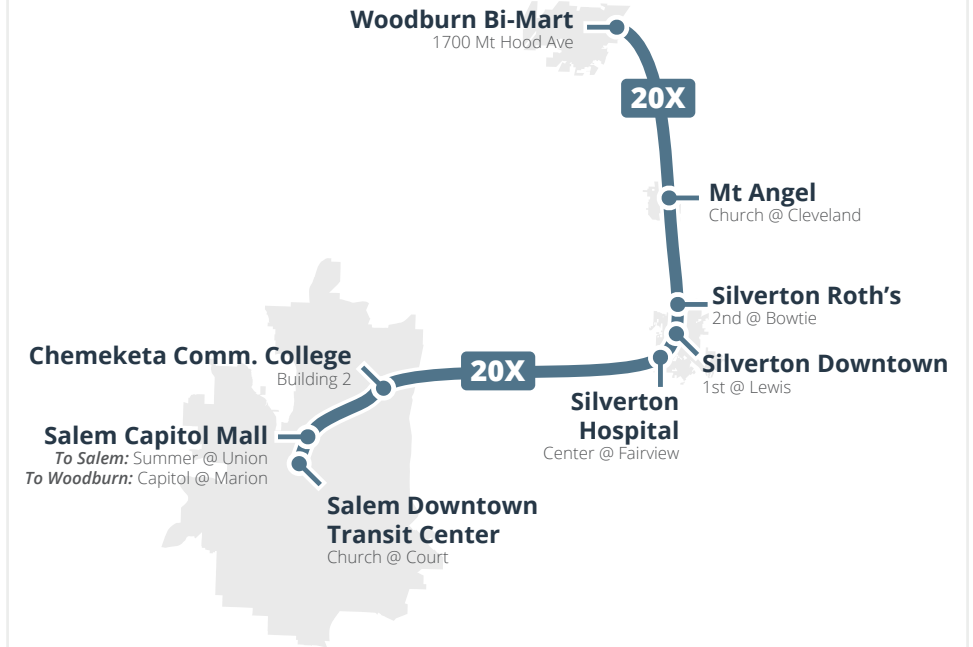 Woodburn Bi-Mart
1700 Mt Hood Ave
20X
Mt Angel
Church @ Cleveland
Silverton Roth’s
2nd @ Bowtie
Silverton Downtown
1st @ Lewis
Chemeketa Comm. College
Building 2
20X
Silverton
Hospital
Center @ Fairview
Salem Capitol Mall
To Salem: Summer @ Union
To Woodburn: Capitol @ Marion
Salem Downtown
Transit Center
Church @ Court